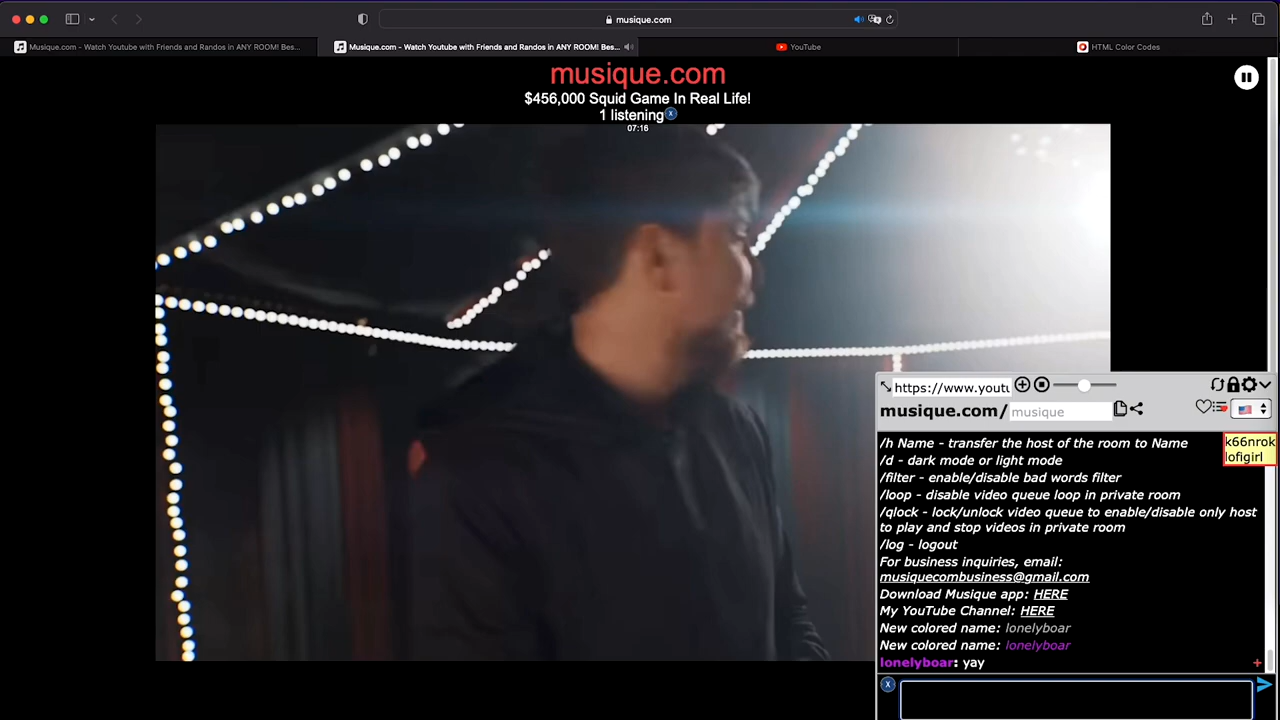 musique.com
Musique.com - Watch Youtube with Friends and Randos in ANY ROOM! Bes...
Musique.com - Watch Youtube with Friends and Randos in ANY ROOM! Bes...
YouTube
HTML Color Codes
musique.com
$456,000 Squid Game In Real Life!
1 listening
X
07:16
https://www.youtu
musique.com/
musique
/h Name - transfer the host of the room to Name
k66nrok
/d - dark mode or light mode
lofigirl
/filter - enable/disable bad words filter
/loop - disable video queue loop in private room
/qlock - lock/unlock video queue to enable/disable only host
to play and stop videos in private room
/log - logout
For business inquiries, email:
musiquecombusiness@gmail.com
Download Musique app: HERE
My YouTube Channel: HERE
New colored name: lonelyboar
New colored name: lonelyboar
lonelyboar: yay
+
X